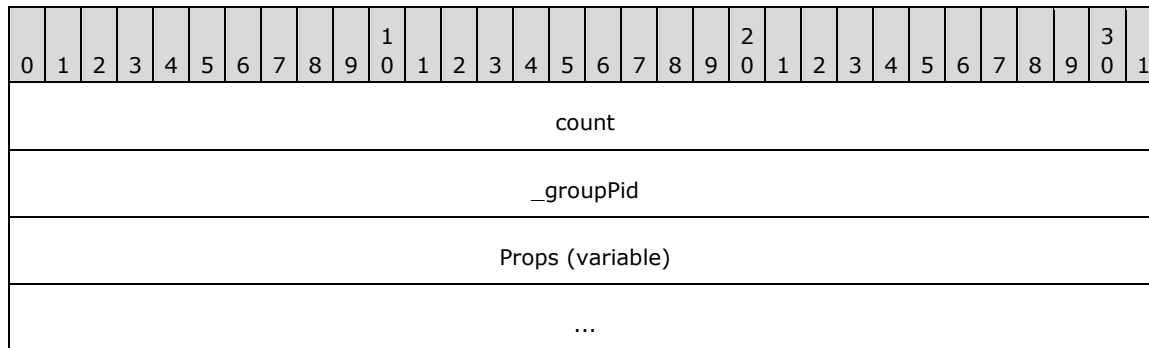 1 2 3
0 1 2 3 4 5 6 7 8 9 0 1 2 3 4 5 6 7 8 9 0 1 2 3 4 5 6 7 8 9 0 1
count
_groupPid
Props (variable)
...